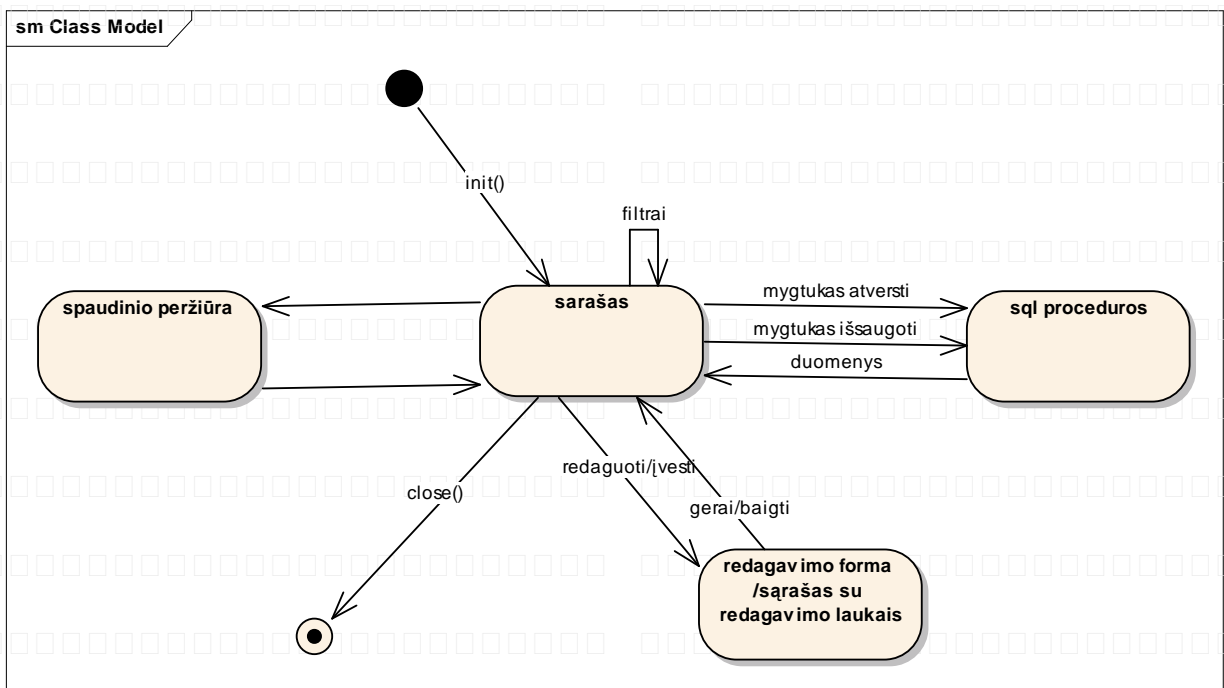 sm Class Model
init()
filtrai
spaudinio peržiūra
sarašas
mygtukas atversti
mygtukas išsaugoti
duomenys
sql proceduros
redaguoti/įvesti
close()
gerai/baigti
redagavimo forma
/sąrašas su
redagavimo laukais